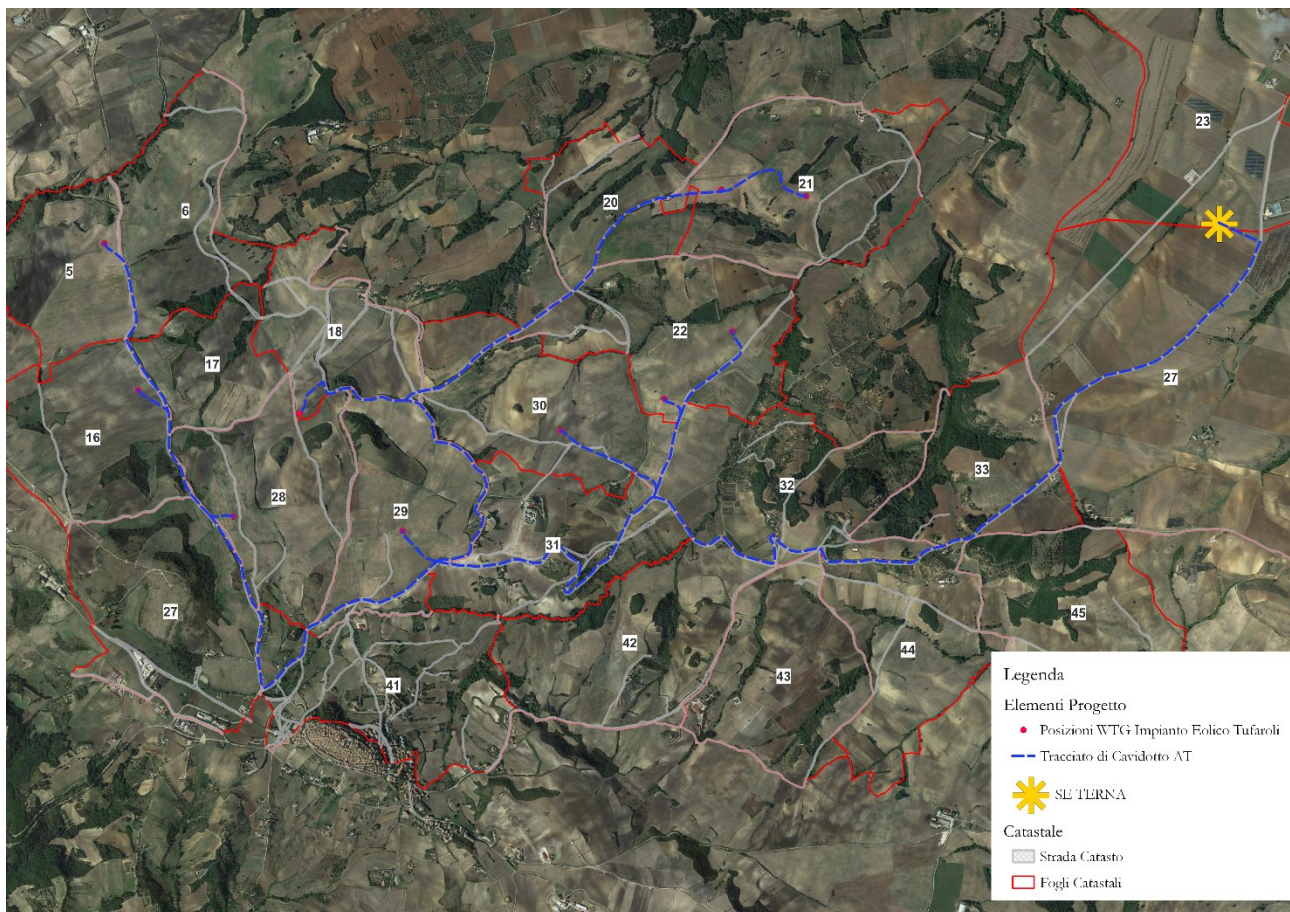 23
20
21
6
5
18
22
17
27
30
16
33
32
28
29
31
27
42
45
44
43
41
Legenda
Elementi Progetto
Posizioni WTG Impianto Eolico Tufaroli
Tracciato di Cavidotto AT
SE TERNA
Catastale
Strada Catasto
Fogli Catastali